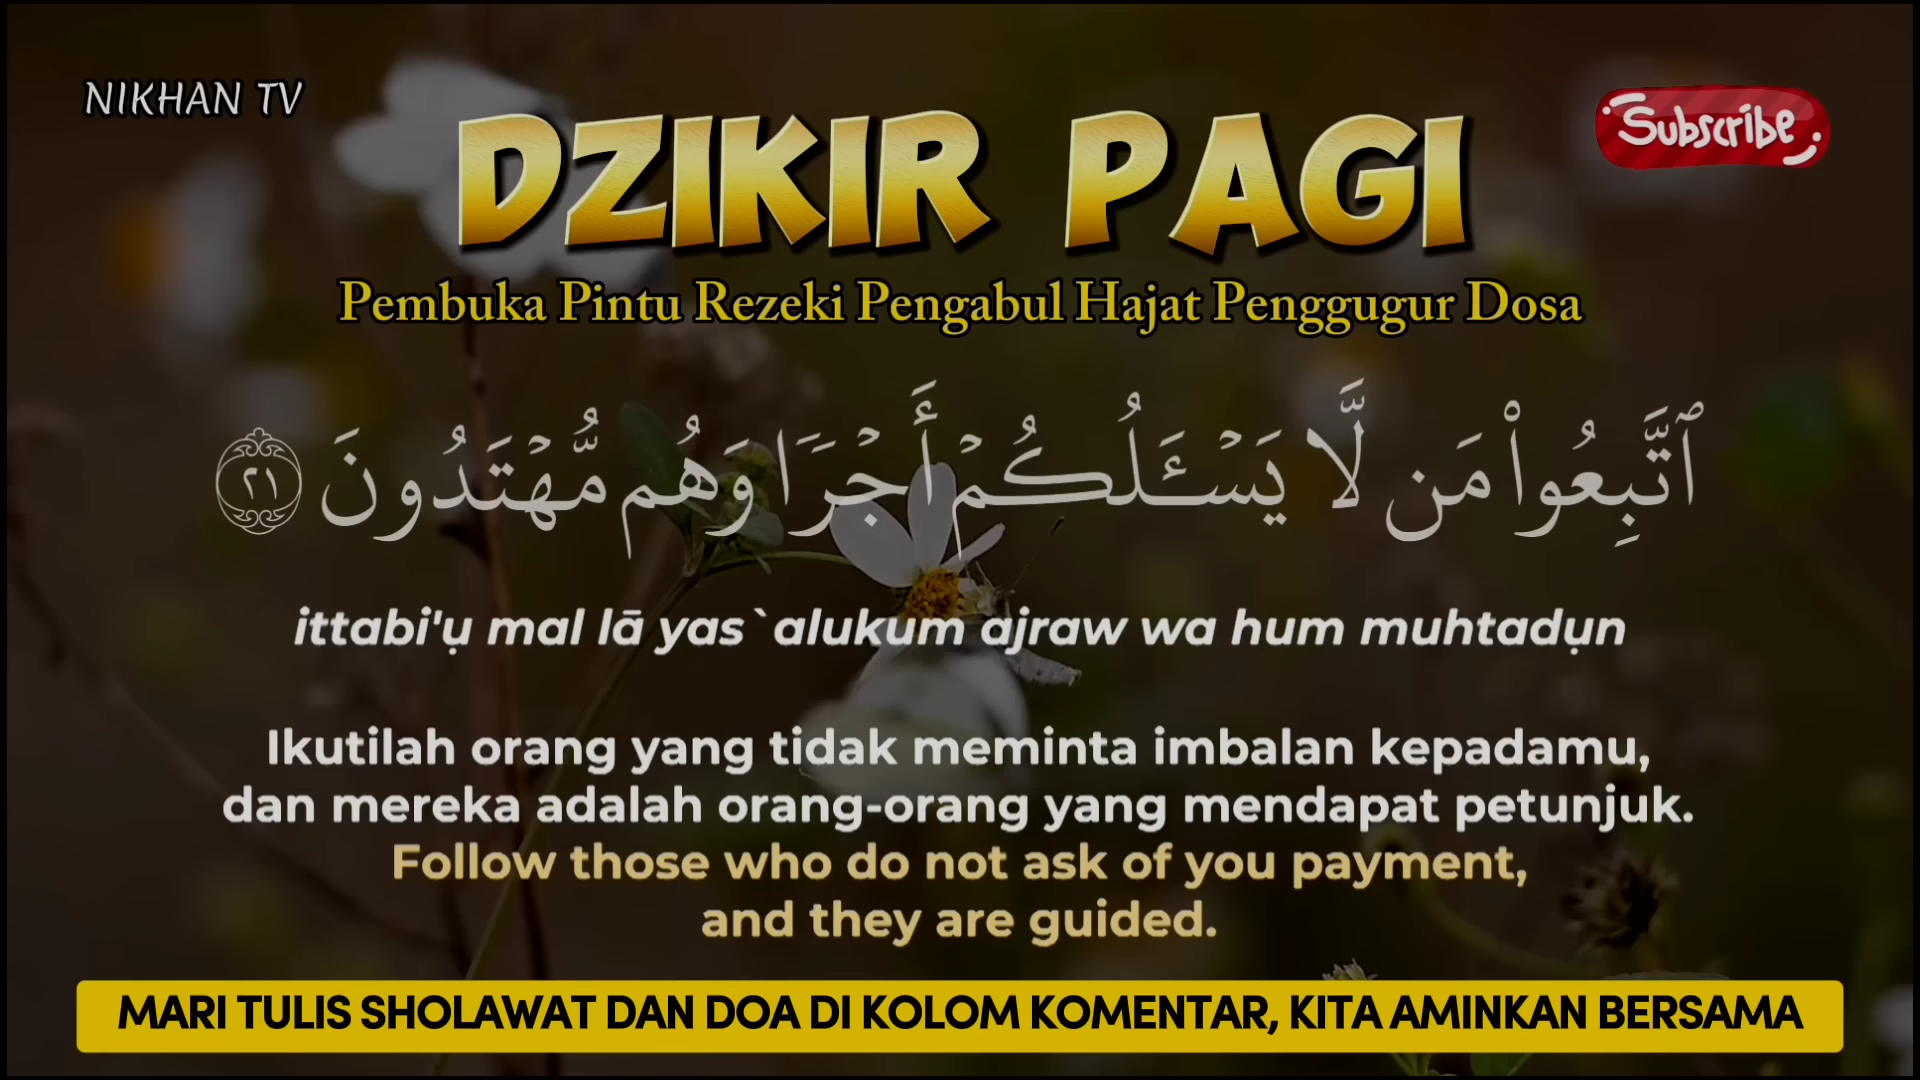 NIKHAN TV
Subscribe
DZIKIR PAGI
Pembuka Pintu Rezeki Pengabul Hajat Penggugur Dosa
ٱتَّبِعُوا۟ مَن لَّا يَسْـَٔلُكُمْ أَجْرًا وَهُم مُّهْتَدُونَ ٢١
ittabi'ụ mal lā yas`alukum ajraw wa hum muhtadụn
Ikutilah orang yang tidak meminta imbalan kepadamu,
dan mereka adalah orang-orang yang mendapat petunjuk.
Follow those who do not ask of you payment,
and they are guided.
MARI TULIS SHOLAWAT DAN DOA DI KOLOM KOMENTAR, KITA AMINKAN BERSAMA